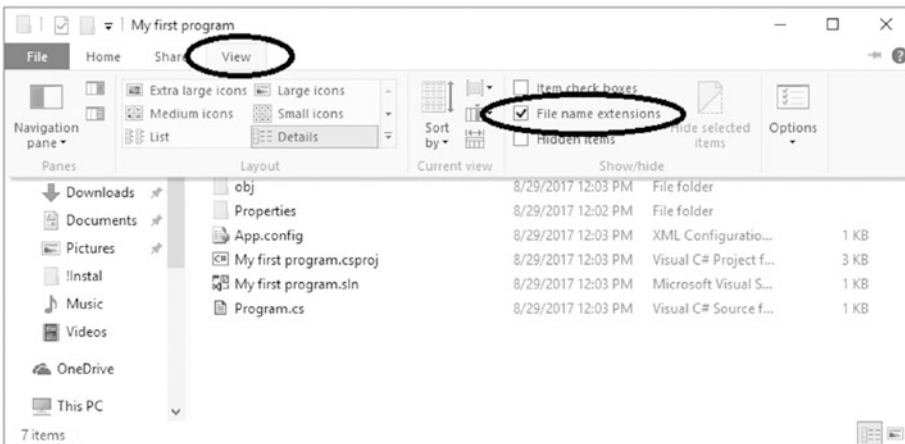 My first program
File Home Share View
Extra large icons Large icons
Medium icons Small icons
List Details
Navigation pane
Sort by
Item check boxes
File name extensions
Hidden items
Hide selected items
Options
Panes Layout Current view Show/hide
Downloads
Documents
Pictures
!Instal
Music
Videos
OneDrive
This PC
obj 8/29/2017 12:03 PM File folder
Properties 8/29/2017 12:02 PM File folder
App.config 8/29/2017 12:03 PM XML Configuratio... 1 KB
My first program.csproj 8/29/2017 12:03 PM Visual C# Project f... 3 KB
My first program.sln 8/29/2017 12:03 PM Microsoft Visual S... 1 KB
Program.cs 8/29/2017 12:03 PM Visual C# Source f... 1 KB
7 items